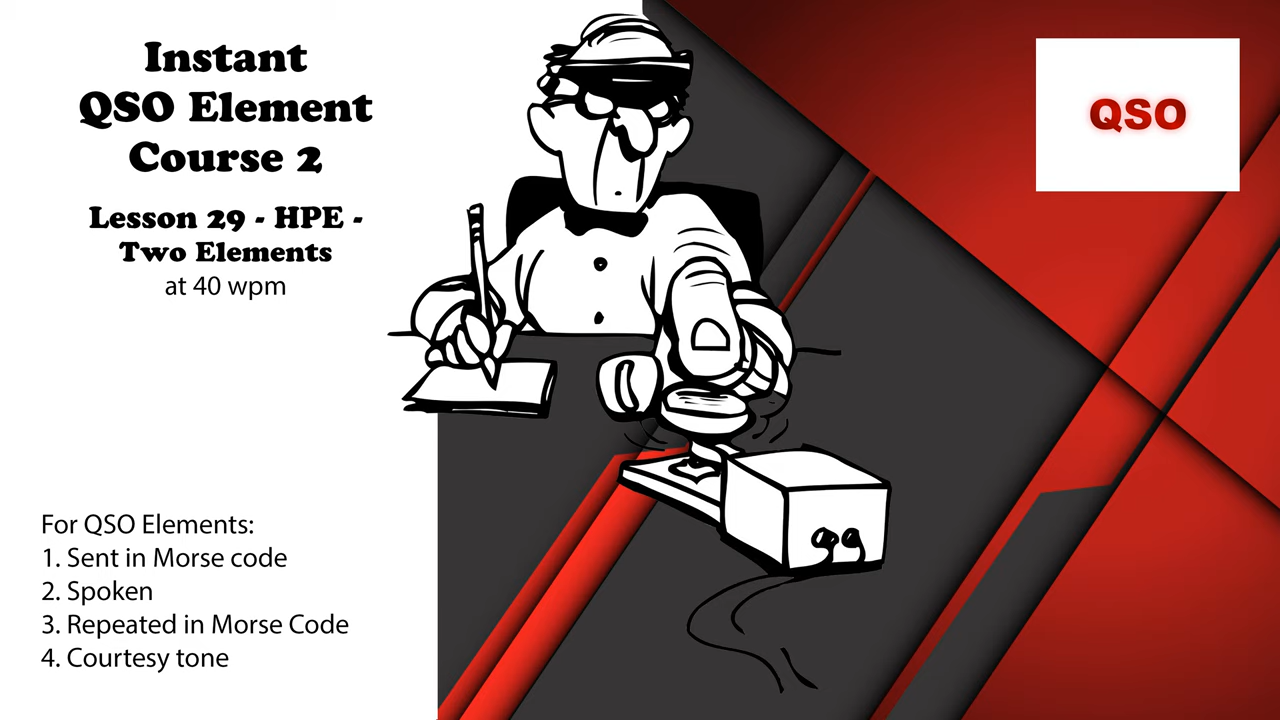 Instant
QSO Element
Course 2
Lesson 29 - HPE -
Two Elements
at 40 wpm
QSO
For QSO Elements:
1. Sent in Morse code
2. Spoken
3. Repeated in Morse Code
4. Courtesy tone